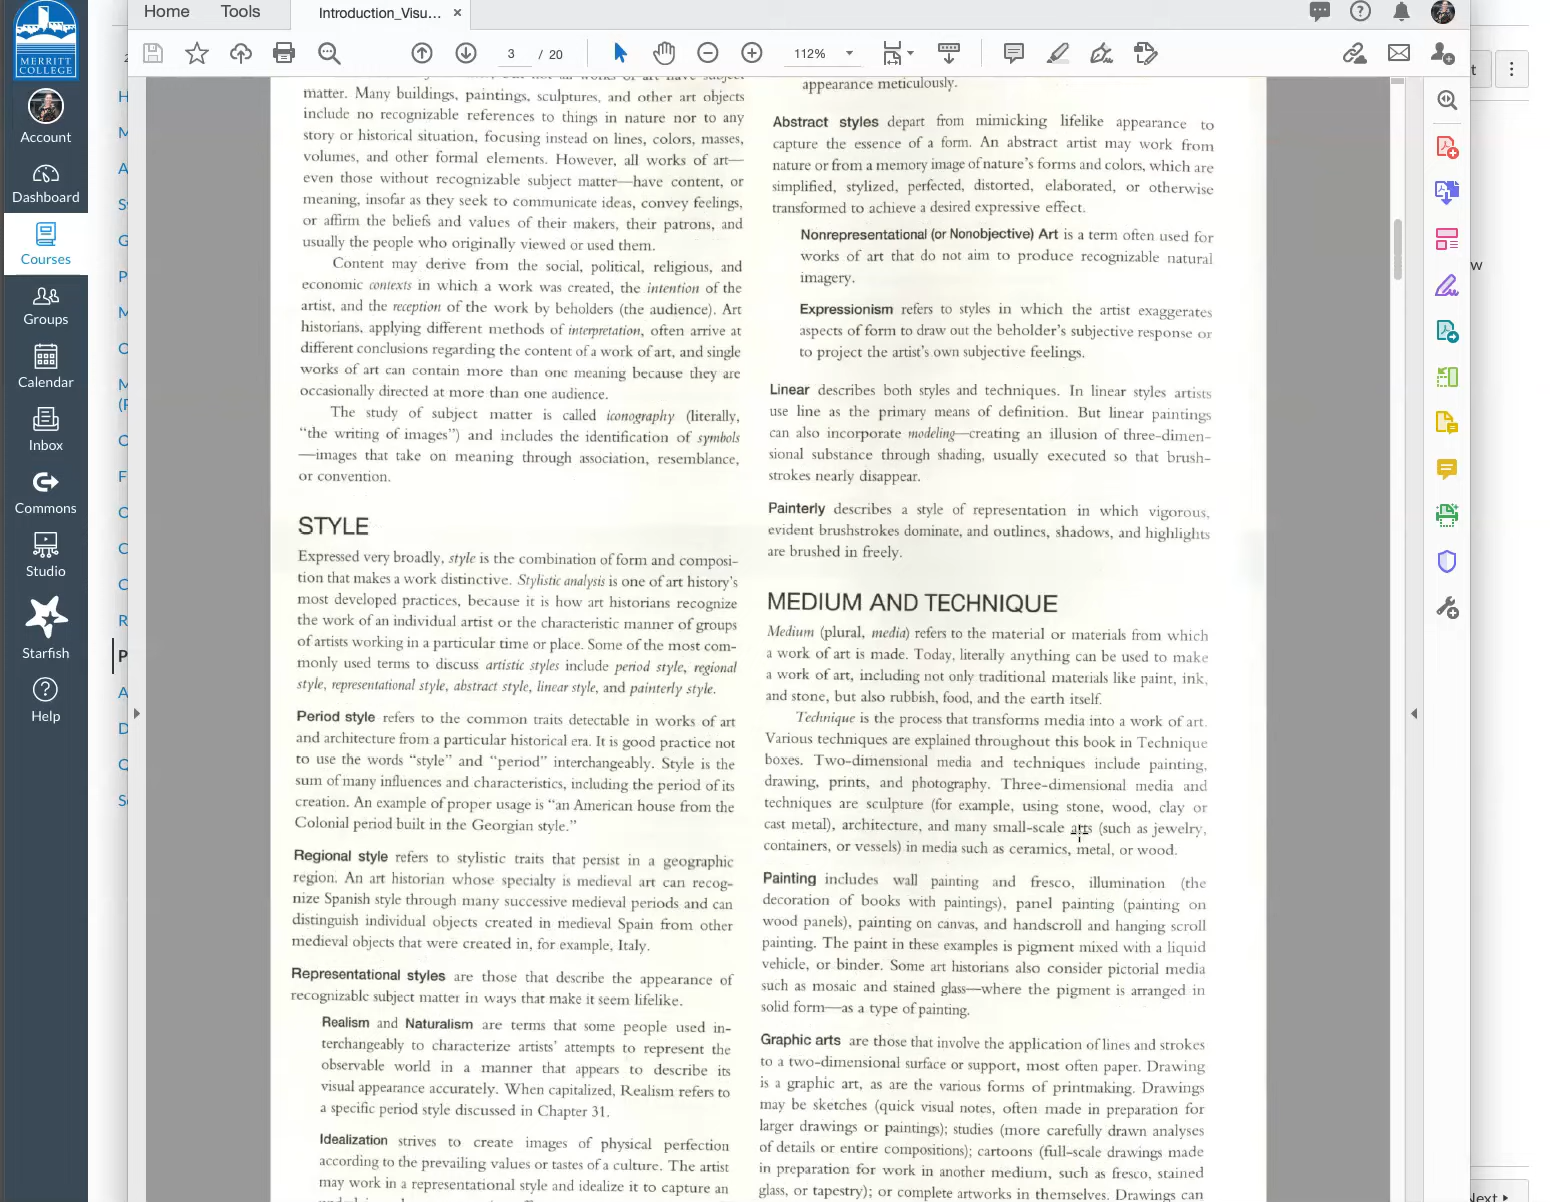 MERRITT
COLLEGE
Account
Dashboard
Courses
Groups
Calendar
Inbox
Commons
Studio
Starfish
Help
Home
Tools
Introduction_Visu...
×
3
/ 20
112%
matter. Many buildings, paintings, sculptures, and other art objects
include no recognizable references to things in nature nor to any
story or historical situation, focusing instead on lines, colors, masses,
volumes, and other formal elements. However, all works of art—
even those without recognizable subject matter—have content, or
meaning, insofar as they seek to communicate ideas, convey feelings,
or affirm the beliefs and values of their makers, their patrons, and
usually the people who originally viewed or used them.
Content may derive from the social, political, religious, and
economic contexts in which a work was created, the intention of the
artist, and the reception of the work by beholders (the audience). Art
historians, applying different methods of interpretation, often arrive at
different conclusions regarding the content of a work of art, and single
works of art can contain more than one meaning because they are
occasionally directed at more than one audience.
The study of subject matter is called iconography (literally,
“the writing of images”) and includes the identification of symbols
—images that take on meaning through association, resemblance,
or convention.
STYLE
Expressed very broadly, style is the combination of form and composi-
tion that makes a work distinctive. Stylistic analysis is one of art history's
most developed practices, because it is how art historians recognize
the work of an individual artist or the characteristic manner of groups
of artists working in a particular time or place. Some of the most com-
monly used terms to discuss artistic styles include period style, regional
style, representational style, abstract style, linear style, and painterly style.
Period style refers to the common traits detectable in works of art
and architecture from a particular historical era. It is good practice not
to use the words “style” and “period” interchangeably. Style is the
sum of many influences and characteristics, including the period of its
creation. An example of proper usage is “an American house from the
Colonial period built in the Georgian style.”
Regional style refers to stylistic traits that persist in a geographic
region. An art historian whose specialty is medieval art can recog-
nize Spanish style through many successive medieval periods and can
distinguish individual objects created in medieval Spain from other
medieval objects that were created in, for example, Italy.
Representational styles are those that describe the appearance of
recognizable subject matter in ways that make it seem lifelike.
Realism and Naturalism are terms that some people used in-
terchangeably to characterize artists' attempts to represent the
observable world in a manner that appears to describe its
visual appearance accurately. When capitalized, Realism refers to
a specific period style discussed in Chapter 31.
Idealization strives to create images of physical perfection
according to the prevailing values or tastes of a culture. The artist
may work in a representational style and idealize it to capture an
appearance meticulously.
Abstract styles depart from mimicking lifelike appearance to
capture the essence of a form. An abstract artist may work from
nature or from a memory image of nature's forms and colors, which are
simplified, stylized, perfected, distorted, elaborated, or otherwise
transformed to achieve a desired expressive effect.
Nonrepresentational (or Nonobjective) Art is a term often used for
works of art that do not aim to produce recognizable natural
imagery.
Expressionism refers to styles in which the artist exaggerates
aspects of form to draw out the beholder's subjective response or
to project the artist's own subjective feelings.
Linear describes both styles and techniques. In linear styles artists
use line as the primary means of definition. But linear paintings
can also incorporate modeling—creating an illusion of three-dimen-
sional substance through shading, usually executed so that brush-
strokes nearly disappear.
Painterly describes a style of representation in which vigorous,
evident brushstrokes dominate, and outlines, shadows, and highlights
are brushed in freely.
MEDIUM AND TECHNIQUE
Medium (plural, media) refers to the material or materials from which
a work of art is made. Today, literally anything can be used to make
a work of art, including not only traditional materials like paint, ink,
and stone, but also rubbish, food, and the earth itself.
Technique is the process that transforms media into a work of art.
Various techniques are explained throughout this book in Technique
boxes. Two-dimensional media and techniques include painting,
drawing, prints, and photography. Three-dimensional media and
techniques are sculpture (for example, using stone, wood, clay or
cast metal), architecture, and many small-scale arts (such as jewelry,
containers, or vessels) in media such as ceramics, metal, or wood.
Painting includes wall painting and fresco, illumination (the
decoration of books with paintings), panel painting (painting on
wood panels), painting on canvas, and handscroll and hanging scroll
painting. The paint in these examples is pigment mixed with a liquid
vehicle, or binder. Some art historians also consider pictorial media
such as mosaic and stained glass—where the pigment is arranged in
solid form—as a type of painting.
Graphic arts are those that involve the application of lines and strokes
to a two-dimensional surface or support, most often paper. Drawing
is a graphic art, as are the various forms of printmaking. Drawings
may be sketches (quick visual notes, often made in preparation for
larger drawings or paintings); studies (more carefully drawn analyses
of details or entire compositions); cartoons (full-scale drawings made
in preparation for work in another medium, such as fresco, stained
glass, or tapestry); or complete artworks in themselves. Drawings can
Next